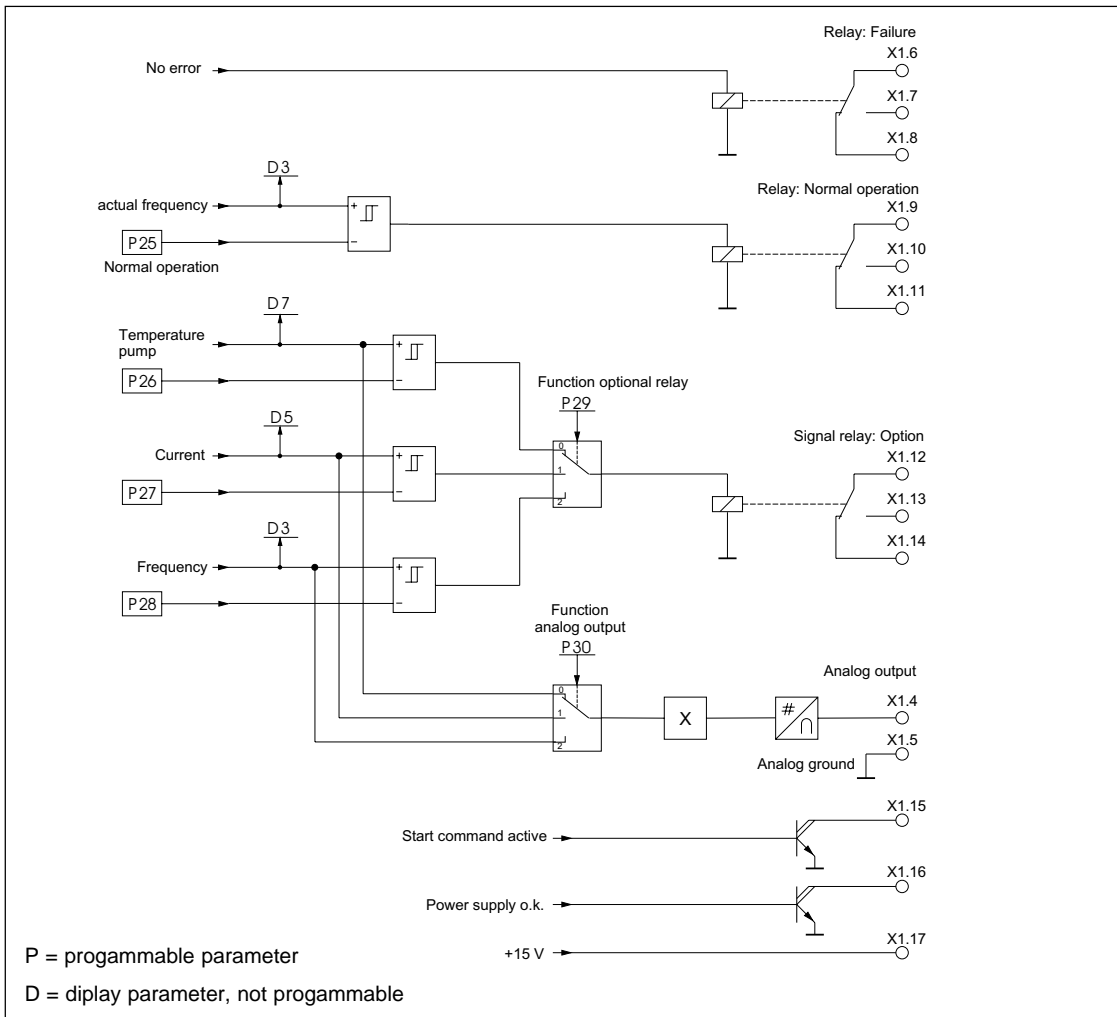 Relay: Failure
X1.6
No error
X1.7
X1.8
D3
Relay: Normal operation
X1.9
actual frequency
+
P25
−
X1.10
Normal operation
X1.11
D7
Temperature
pump
+
P26
−
Function optional relay
P29
D5
Signal relay: Option
X1.12
Current
+
0
1
2
P27
−
X1.13
D3
X1.14
Frequency
+
P28
−
Function
analog output
P30
Analog output
0
1
2
X
#
∩
X1.4
X1.5
Analog ground
X1.15
Start command active
X1.16
Power supply o.k.
X1.17
+15 V
P = progammable parameter
D = diplay parameter, not progammable